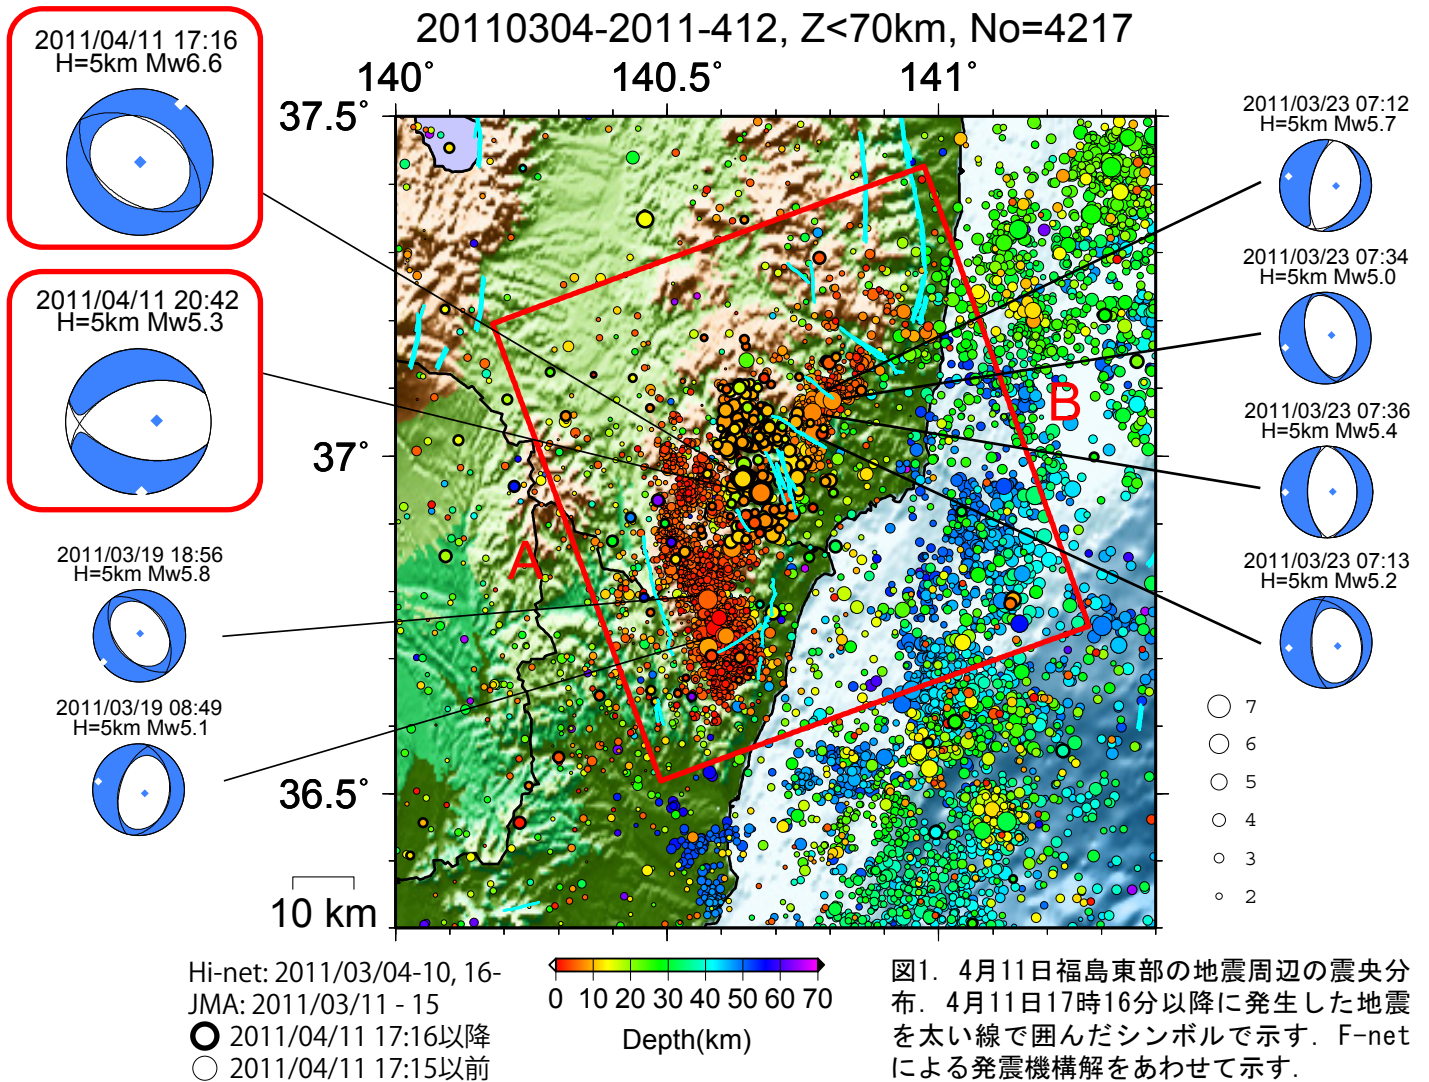 20110304-2011-412, Z<70km, No=4217
140°
140.5°
141°
37.5°
37°
36.5°
2011/04/11 17:16
H=5km Mw6.6
2011/04/11 20:42
H=5km Mw5.3
2011/03/19 18:56
H=5km Mw5.8
2011/03/19 08:49
H=5km Mw5.1
A
B
2011/03/23 07:12
H=5km Mw5.7
2011/03/23 07:34
H=5km Mw5.0
2011/03/23 07:36
H=5km Mw5.4
2011/03/23 07:13
H=5km Mw5.2
7
6
5
4
3
2
10 km
Hi-net: 2011/03/04-10, 16-
JMA: 2011/03/11 - 15
2011/04/11 17:16以降
2011/04/11 17:15以前
0 10 20 30 40 50 60 70
Depth(km)
図1. 4月11日福島東部の地震周辺の震央分
布. 4月11日17時16分以降に発生した地震
を太い線で囲んだシンボルで示す. F-net
による発震機構解をあわせて示す.